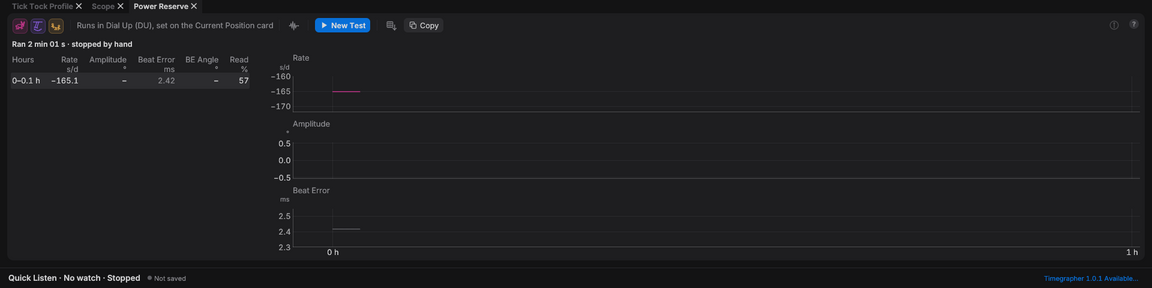 Tick Tock Profile Scope Power Reserve
Runs in Dial Up (DU), set on the Current Position card New Test Copy
Ran 2 min 01 s · stopped by hand
Hours Rate s/d Amplitude ° Beat Error ms BE Angle ° Read %
0–0.1 h −165.1 – 2.42 – 57
Rate
s/d
−160
−165
−170
Amplitude
°
0.5
0.0
−0.5
Beat Error
ms
2.5
2.4
2.3
0 h 1 h
Quick Listen · No watch · Stopped Not saved Timegrapher 1.0.1 Available...